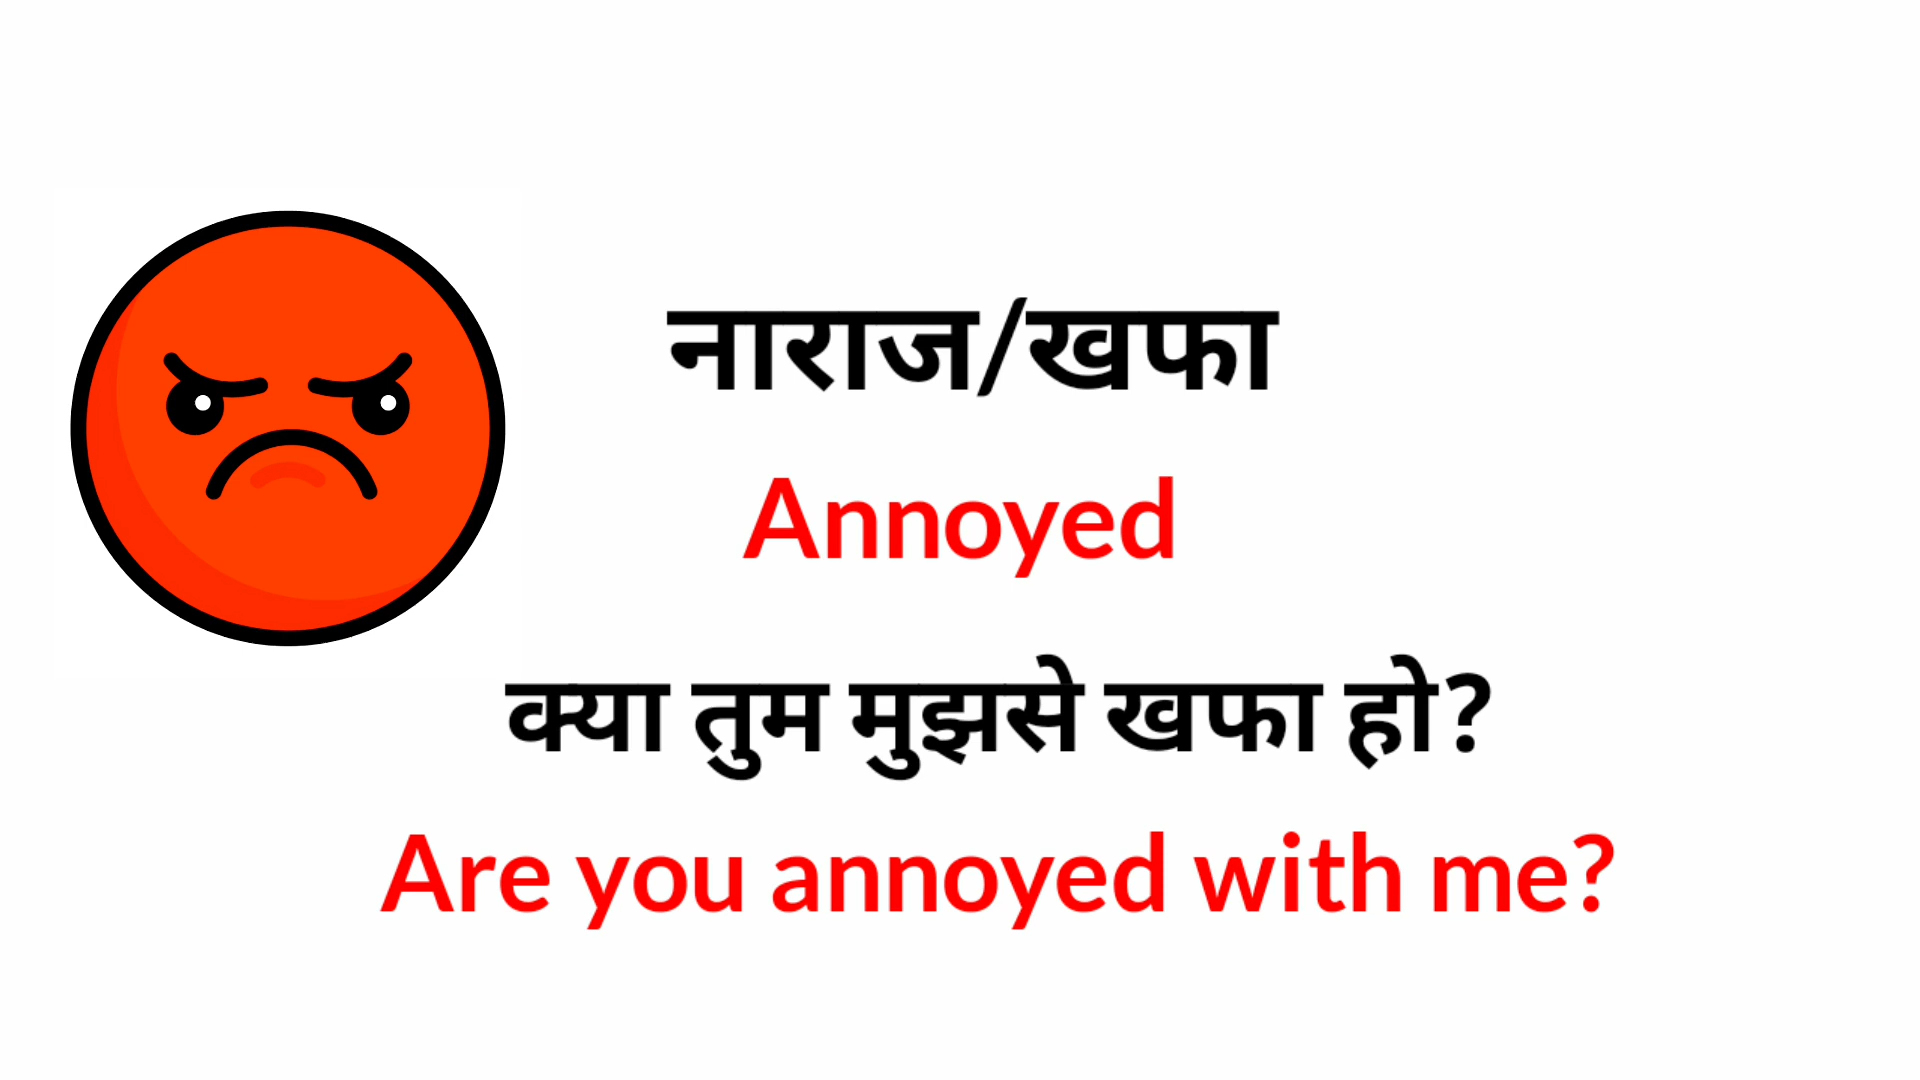 नाराज/खफा
Annoyed
क्या तुम मुझसे खफा हो?
Are you annoyed with me?